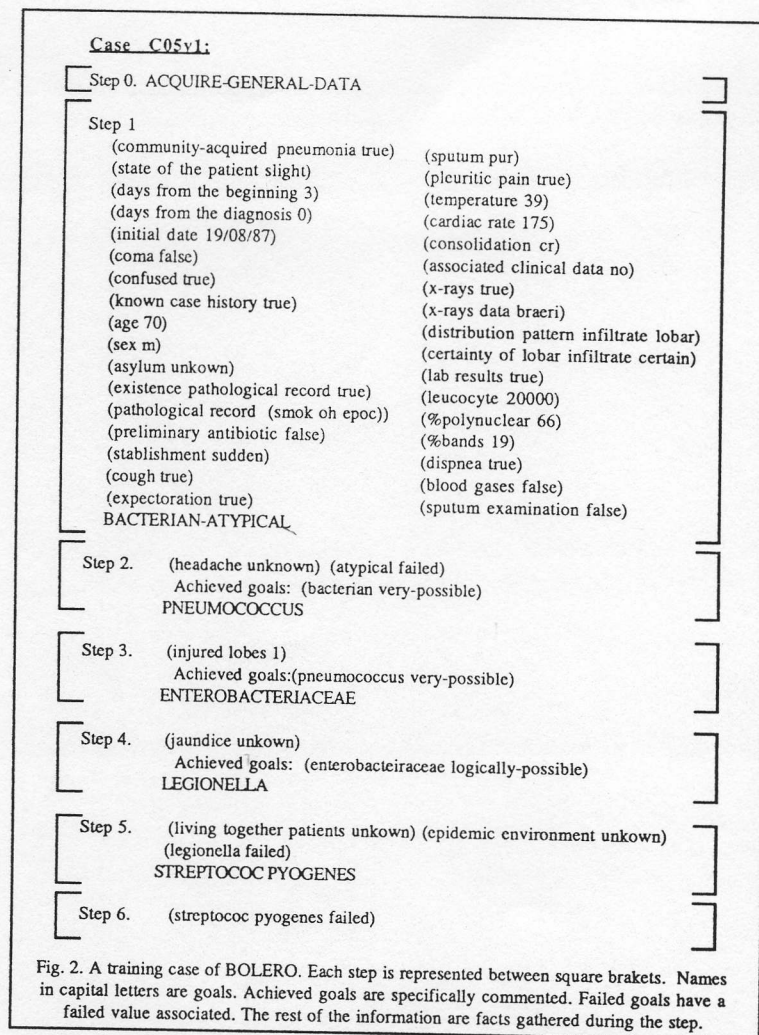 Case C05v1:
Step 0. ACQUIRE-GENERAL-DATA
Step 1
(community-acquired pneumonia true)
(state of the patient slight)
(days from the beginning 3)
(days from the diagnosis 0)
(initial date 19/08/87)
(coma false)
(confused true)
(known case history true)
(age 70)
(sex m)
(asylum unkown)
(existence pathological record true)
(pathological record (smok oh epoc))
(preliminary antibiotic false)
(stablishment sudden)
(cough true)
(expectoration true)
BACTERIAN-ATYPICAL
(sputum pur)
(pleuritic pain true)
(temperature 39)
(cardiac rate 175)
(consolidation cr)
(associated clinical data no)
(x-rays true)
(x-rays data braeri)
(distribution pattern infiltrate lobar)
(certainty of lobar infiltrate certain)
(lab results true)
(leucocyte 20000)
(%polynuclear 66)
(%bands 19)
(dispnea true)
(blood gases false)
(sputum examination false)
Step 2. (headache unknown) (atypical failed)
Achieved goals: (bacterian very-possible)
PNEUMOCOCCUS
Step 3. (injured lobes 1)
Achieved goals:(pneumococcus very-possible)
ENTEROBACTERIACEAE
Step 4. (jaundice unkown)
Achieved goals: (enterobacteiraceae logically-possible)
LEGIONELLA
Step 5. (living together patients unkown) (epidemic environment unkown)
(legionella failed)
STREPTOCOC PYOGENES
Step 6. (streptococ pyogenes failed)
Fig. 2. A training case of BOLERO. Each step is represented between square brakets. Names
in capital letters are goals. Achieved goals are specifically commented. Failed goals have a
failed value associated. The rest of the information are facts gathered during the step.